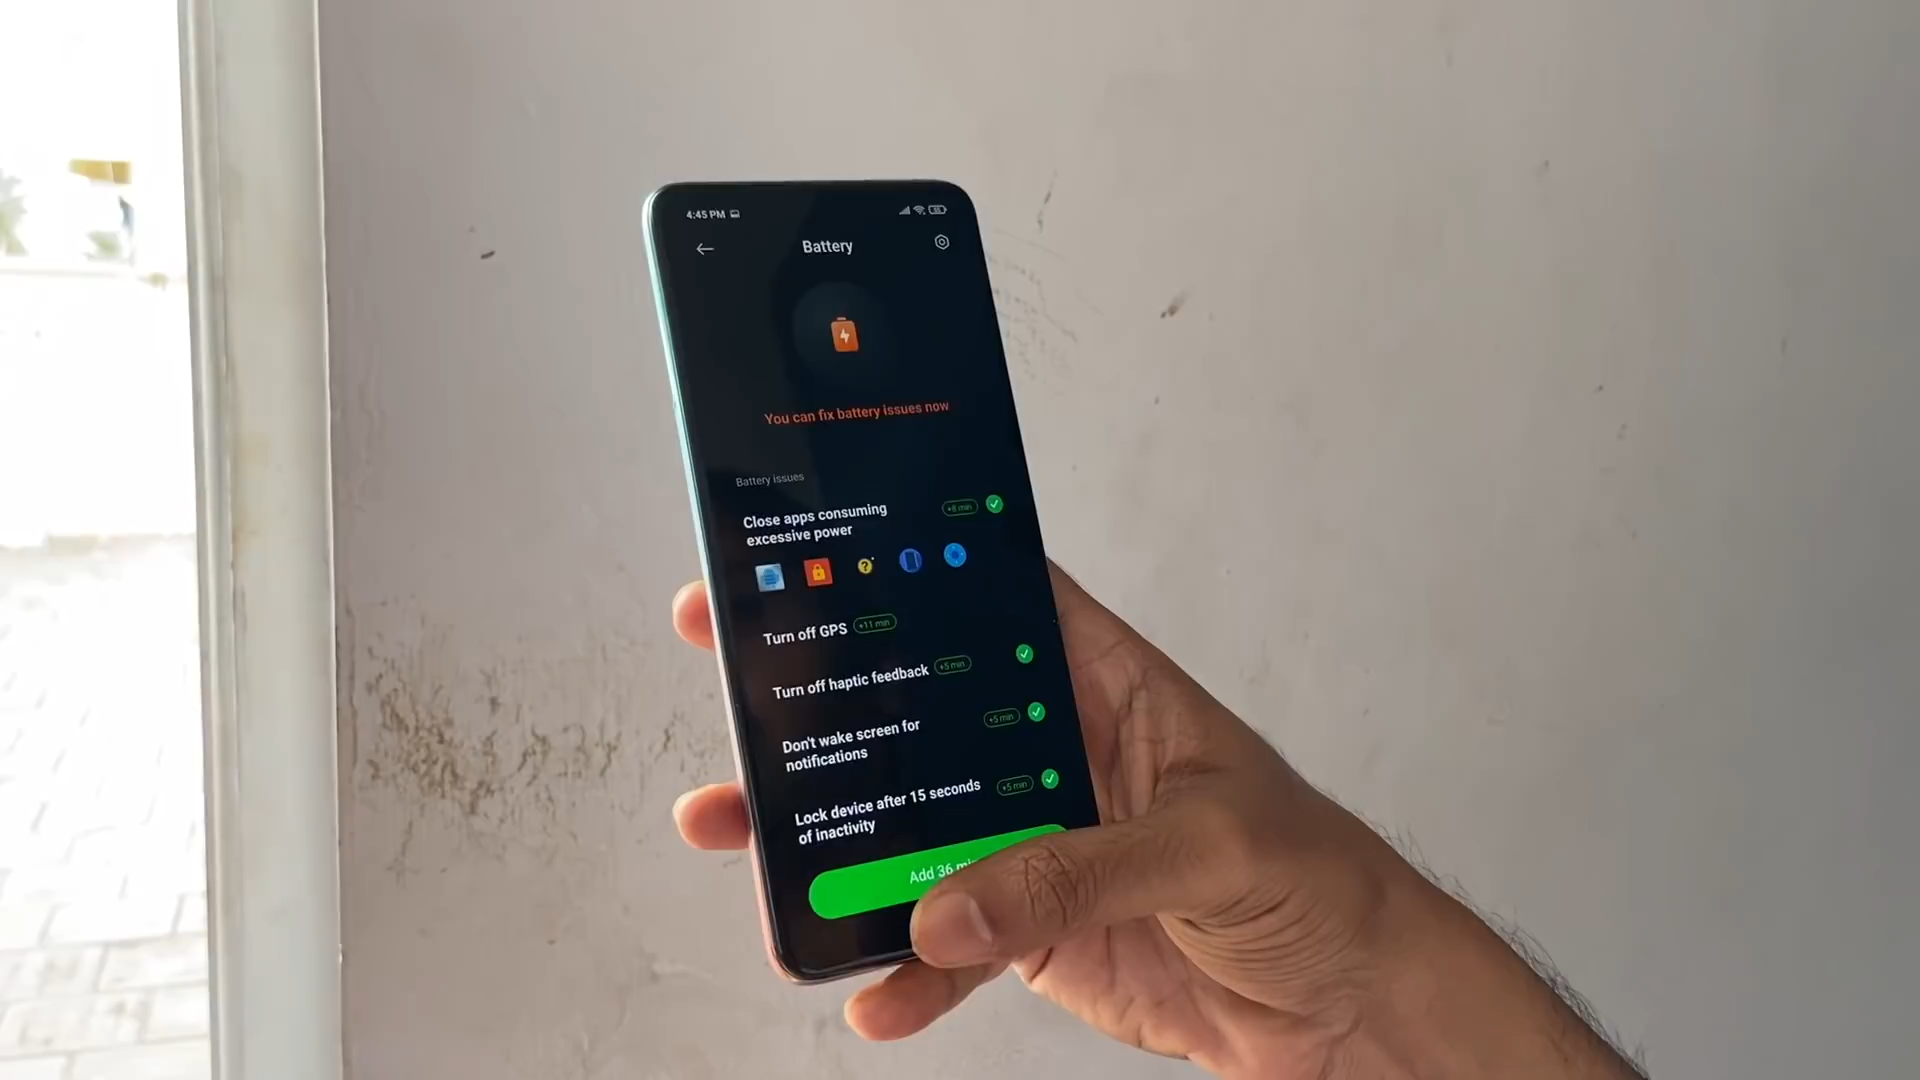 4:45 PM
Battery
You can fix battery issues now
Battery issues
Close apps consuming +8 min
excessive power
Turn off GPS +11 min
Turn off haptic feedback +5 min
Don't wake screen for +5 min
notifications
Lock device after 15 seconds +5 min
of inactivity
Add 36